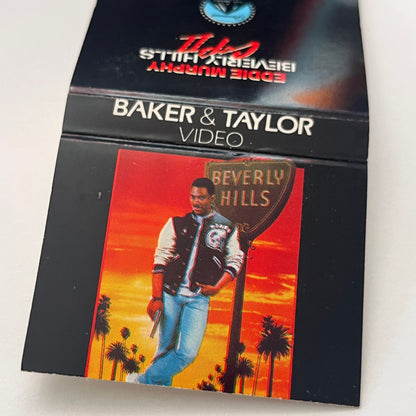 EDDIE MURPHY
BEVERLY HILLS
COP II
BAKER & TAYLOR
VIDEO
BEVERLY
HILLS